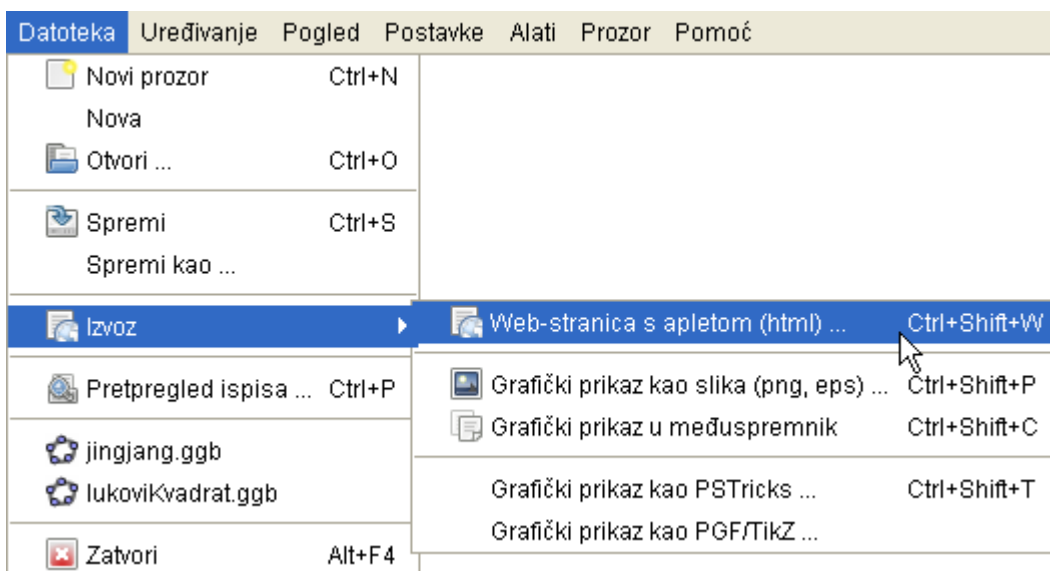 Datoteka Uređivanje Pogled Postavke Alati Prozor Pomoć
Novi prozor Ctrl+N
Nova
Otvori ... Ctrl+O
Spremi Ctrl+S
Spremi kao ...
Izvoz
Web-stranica s apletom (html) ... Ctrl+Shift+W
Pretpregled ispisa ... Ctrl+P
Grafički prikaz kao slika (png, eps) ... Ctrl+Shift+P
Grafički prikaz u međuspremnik Ctrl+Shift+C
jingjang.ggb
lukoviKvadrat.ggb
Grafički prikaz kao PSTricks ... Ctrl+Shift+T
Grafički prikaz kao PGF/TikZ ...
Zatvori Alt+F4